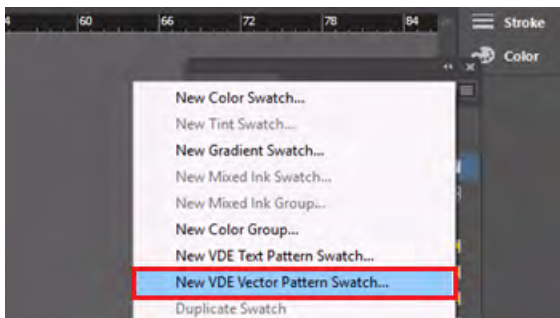 60 66 72 78 84
Stroke
Color
New Color Swatch...
New Tint Swatch...
New Gradient Swatch...
New Mixed Ink Swatch...
New Mixed Ink Group...
New Color Group...
New VDE Text Pattern Swatch...
New VDE Vector Pattern Swatch...
Duplicate Swatch